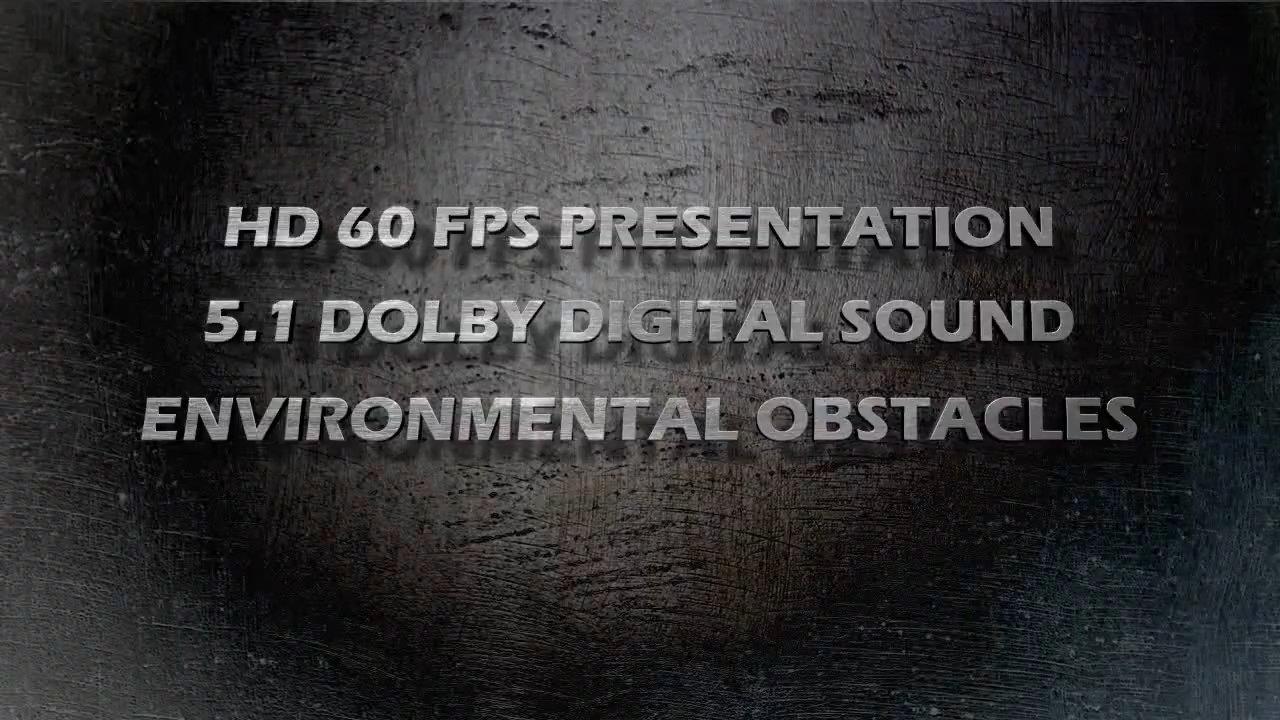 HD 60 FPS PRESENTATION
5.1 DOLBY DIGITAL SOUND
ENVIRONMENTAL OBSTACLES